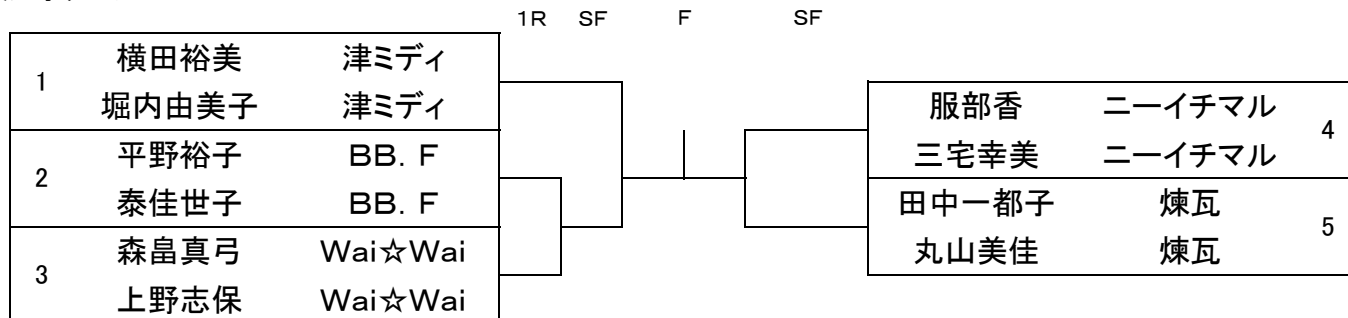 1R SF F SF
1 横田裕美 津ミディ
堀内由美子 津ミディ
2 平野裕子 BB. F
泰佳世子 BB. F
3 森畠真弓 Wai☆Wai
上野志保 Wai☆Wai
服部香 ニーイチマル 4
三宅幸美 ニーイチマル
田中一都子 煉瓦 5
丸山美佳 煉瓦